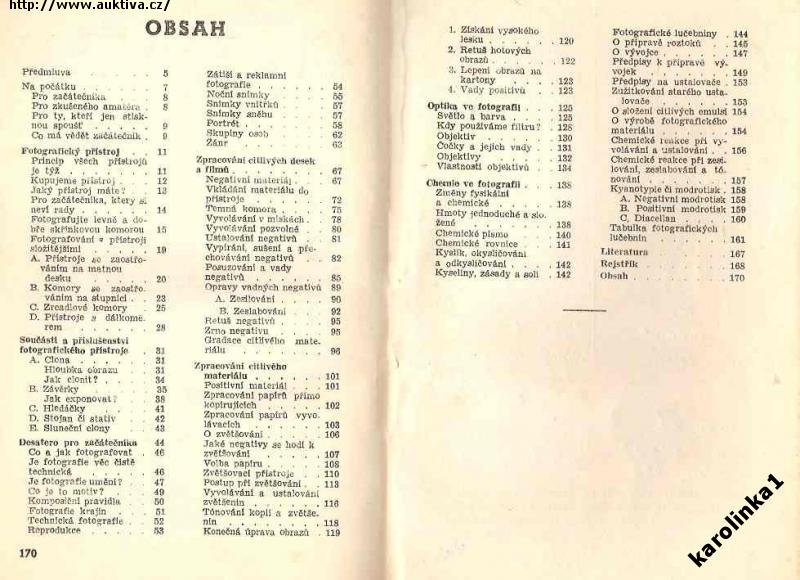 http://www.auktiva.cz/
OBSAH
Předmluva . . . . . . 5
Na počátku . . . . . . 7
Pro začátečníka . . . . 8
Pro zkušeného amatéra . 8
Pro ty, kteří jen stisk-
nou spoušť . . . . . 9
Co má vědět začátečník . 9
Fotografický přístroj . . 11
Princip všech přístrojů
je týž . . . . . . 11
Kupujeme přístroj . . . 12
Jaký přístroj máte? . . 13
Pro začátečníka, který si
neví rady . . . . . 14
Fotografujte levné a do-
bře skříňkovou komorou 15
Fotografování s přístroji
složitějšími . . . . . 19
A. Přístroje se zaostřo-
váním na matnou
desku . . . . . . 20
B. Komory se zaostřo-
váním na stupnici . . 23
C. Zrcadlové komory 25
D. Přístroje s dálkomě-
rem . . . . . . 28
Součásti a příslušenství
fotografického přístroje . 31
A. Clona . . . . . . 31
Hloubka obrazu . . 31
Jak clonit? . . . . 34
B. Závěrky . . . . . 35
Jak exponovat? . . . 38
C. Hledáčky . . . . 41
D. Stojan či stativ . . 42
E. Sluneční clony . . 43
Desatero pro začátečníka 44
Co a jak fotografovat . 46
Je fotografie věc čistě
technická . . . . . 46
Je fotografie umění? . . 47
Co je to motiv? . . . 49
Komposiční pravidla . . 50
Fotografie krajin . . . 51
Technická fotografie . . 52
Reprodukce . . . . . 53
170
Zátiší a reklamní
fotografie . . . . . . 54
Noční snímky . . . . 55
Snímky vnitřků . . . . 57
Snímky sněhu . . . . 57
Portrét . . . . . . 58
Skupiny osob . . . . 62
Žánr . . . . . . 63
Zpracování citlivých desek
a filmů . . . . . . 67
Negativní materiál . . . 67
Vkládání materiálu do
přístroje . . . . . . 72
Temná komora . . . . 75
Vyvolávání v miskách . . 78
Vyvolávání pozvolné . . 80
Ustalování negativů . . 81
Vypírání, sušení a pře-
chovávání negativů . . 82
Posuzování a vady
negativů . . . . . . 85
Opravy vadných negativů 89
A. Zesilování . . . . 90
B. Zeslabování . . . 92
Retuš negativů . . . . 95
Zrno negativu . . . . 95
Gradace citlivého mate-
riálu . . . . . . 96
Zpracování citlivého
materiálu . . . . . . 101
Positivní materiál . . . 101
Zpracování papírů přímo
kopírujících . . . . . 102
Zpracování papírů vyvo-
lávacích . . . . . . 103
O zvětšování . . . . . 106
Jaké negativy se hodí k
zvětšování . . . . . 107
Volba papíru . . . . . 108
Zvětšovací přístroje . . 110
Postup při zvětšování . . 113
Vyvolávání a ustalování
zvětšenin . . . . . . 116
Tónování kopií a zvětše-
nin . . . . . . . 118
Konečná úprava obrazů . 119
1. Získání vysokého
lesku . . . . . . 120
2. Retuš hotových
obrazů . . . . . . 122
3. Lepení obrazů na
kartony . . . . . 123
4. Vady positivů . . . 123
Optika ve fotografii . . 125
Světlo a barva . . . . 125
Kdy používáme filtru? . 128
Objektiv . . . . . . 130
Čočky a jejich vady . . 131
Objektivy . . . . . . 132
Vlastnosti objektivů . . 134
Chemie ve fotografii . . 138
Změny fysikální
a chemické . . . . . 138
Hmoty jednoduché a slo-
žené . . . . . . . 138
Chemické písmo . . . 140
Chemické rovnice . . . 141
Kyslík, okysličování
a odkysličování . . . . 142
Kyseliny, zásady a soli . 142
Fotografické lučebniny . 144
O přípravě roztoků . . 145
O vývojce . . . . . . 147
Předpisy k přípravě vý-
vojek . . . . . . . 149
Předpisy na ustalovače . 153
Zužitkování starého usta-
lovače . . . . . . 153
O složení citlivých emulsí 154
O výrobě fotografického
materiálu . . . . . . 154
Chemické reakce při vy-
volávání a ustalování . . 156
Chemické reakce při zesi-
lování, zeslabování a tó-
nování . . . . . . 157
Kyanotypie či modrotisk . 158
A. Negativní modrotisk 158
B. Positivní modrotisk 159
C. Diacellan . . . . 160
Tabulka fotografických
lučebnin . . . . . . 161
Literatura . . . . . . 167
Rejstřík . . . . . . 168
Obsah . . . . . . . 170
karolinka1